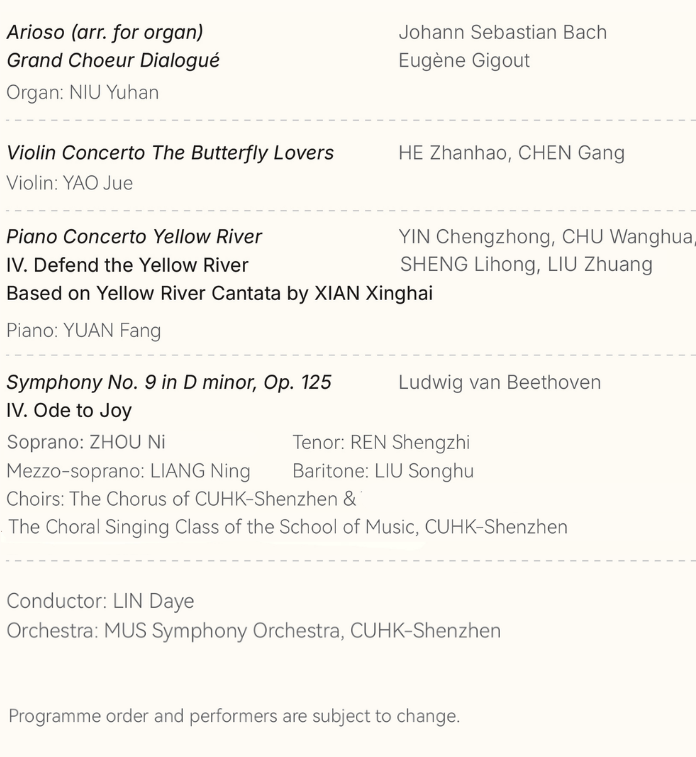 Arioso (arr. for organ) Johann Sebastian Bach
Grand Choeur Dialogué Eugène Gigout
Organ: NIU Yuhan
Violin Concerto The Butterfly Lovers HE Zhanhao, CHEN Gang
Violin: YAO Jue
Piano Concerto Yellow River YIN Chengzhong, CHU Wanghua,
IV. Defend the Yellow River SHENG Lihong, LIU Zhuang
Based on Yellow River Cantata by XIAN Xinghai
Piano: YUAN Fang
Symphony No. 9 in D minor, Op. 125 Ludwig van Beethoven
IV. Ode to Joy
Soprano: ZHOU Ni Tenor: REN Shengzhi
Mezzo-soprano: LIANG Ning Baritone: LIU Songhu
Choirs: The Chorus of CUHK-Shenzhen &
The Choral Singing Class of the School of Music, CUHK-Shenzhen
Conductor: LIN Daye
Orchestra: MUS Symphony Orchestra, CUHK-Shenzhen
Programme order and performers are subject to change.